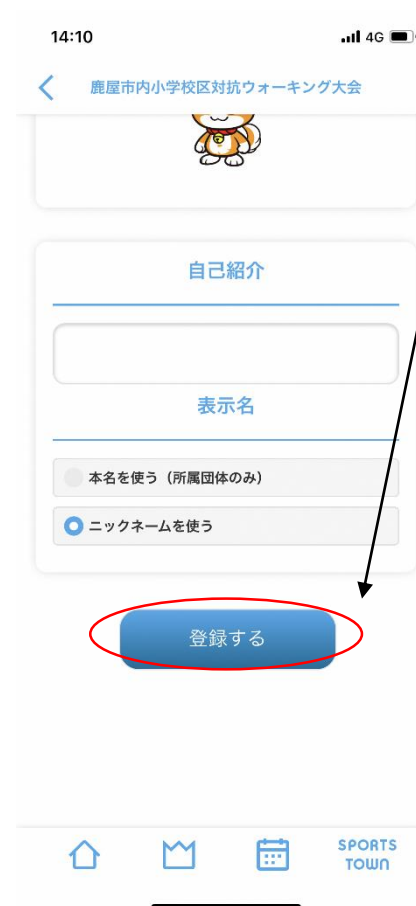 14:10
4G
鹿屋市内小学校区対抗ウォーキング大会
自己紹介
表示名
本名を使う（所属団体のみ）
ニックネームを使う
登録する
SPORTS
TOWN